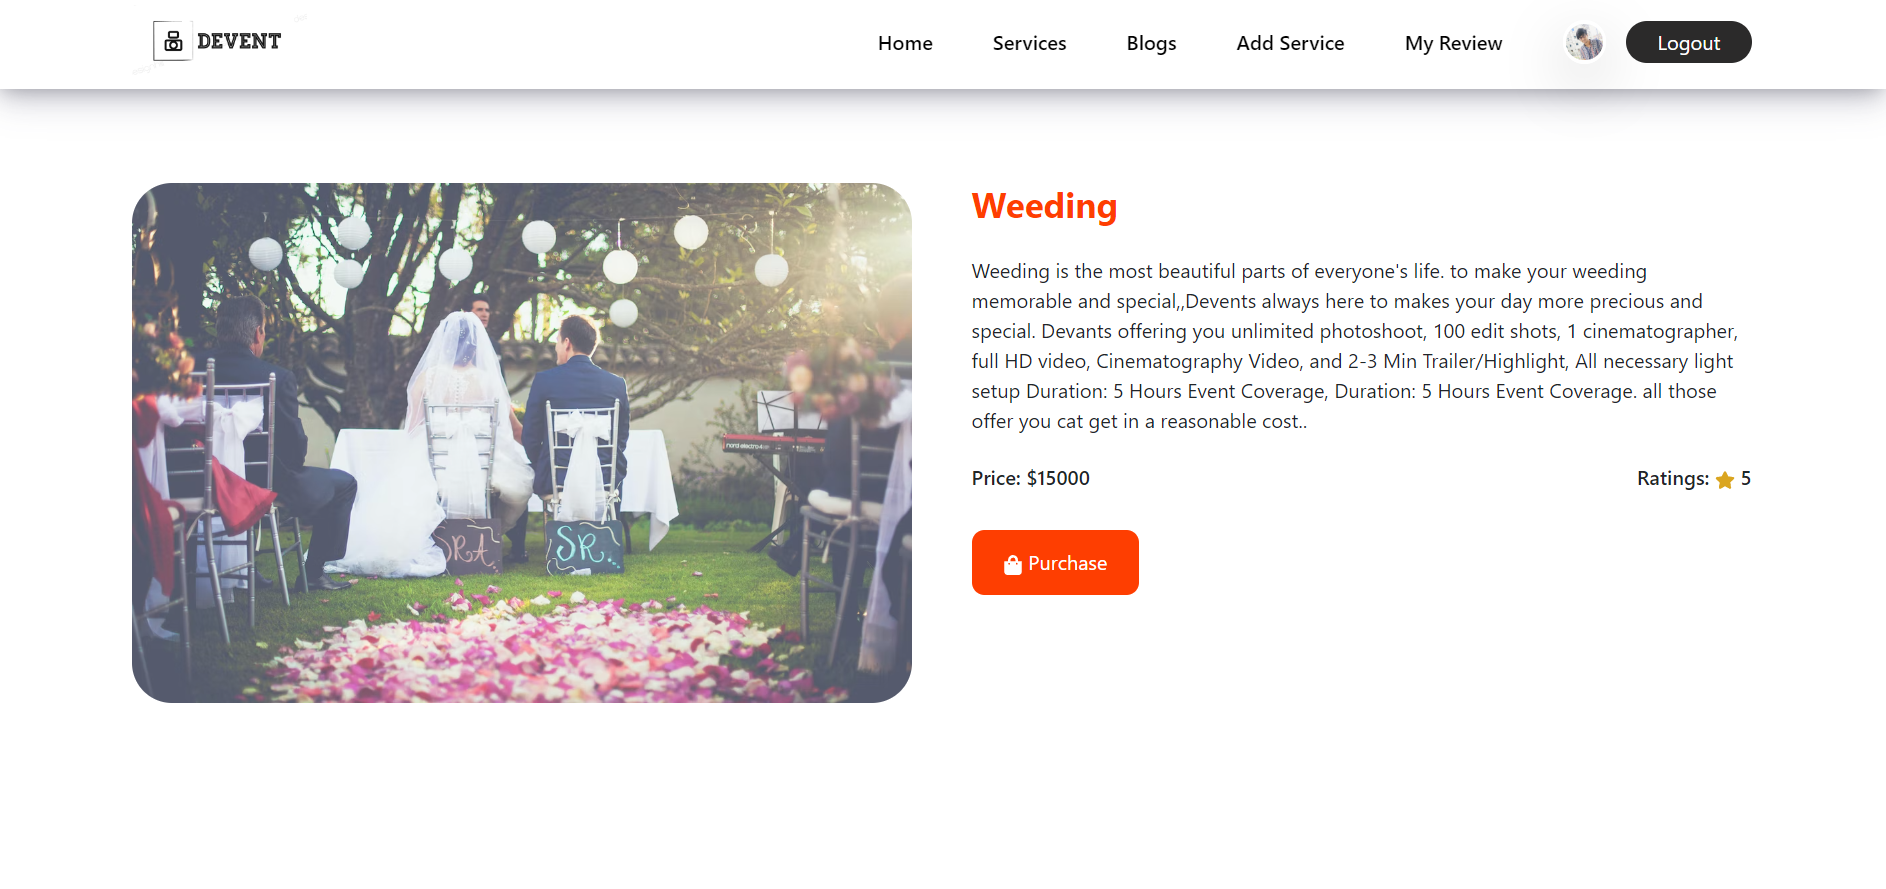 DEVENT
Home Services Blogs Add Service My Review Logout
Weeding
Weeding is the most beautiful parts of everyone's life. to make your weeding
memorable and special,,Devents always here to makes your day more precious and
special. Devants offering you unlimited photoshoot, 100 edit shots, 1 cinematographer,
full HD video, Cinematography Video, and 2-3 Min Trailer/Highlight, All necessary light
setup Duration: 5 Hours Event Coverage, Duration: 5 Hours Event Coverage. all those
offer you cat get in a reasonable cost..
Price: $15000 Ratings: 5
Purchase
nord electro
SRA
SR.